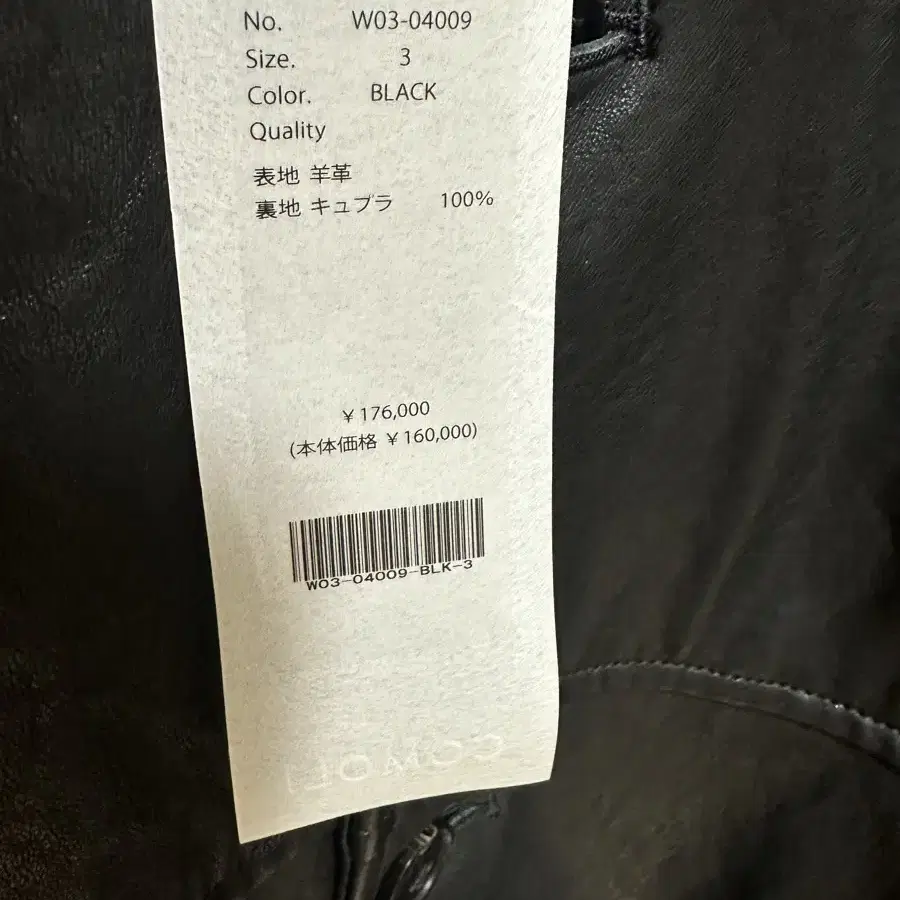 No. W03-04009
Size. 3
Color. BLACK
Quality
表地 羊革
裏地 キュプラ 100%
¥176,000
(本体価格 ¥160,000)
W03-04009-BLK-3
COMOLI